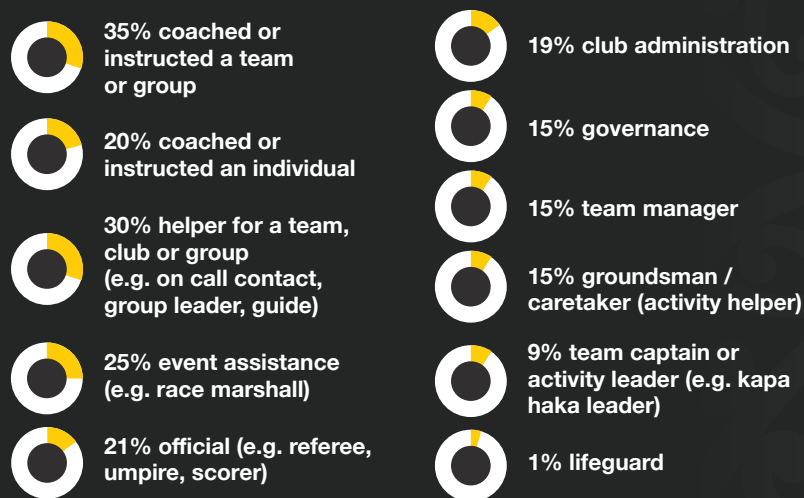 35% coached or
instructed a team
or group
20% coached or
instructed an individual
30% helper for a team,
club or group
(e.g. on call contact,
group leader, guide)
25% event assistance
(e.g. race marshall)
21% official (e.g. referee,
umpire, scorer)
19% club administration
15% governance
15% team manager
15% groundsman /
caretaker (activity helper)
9% team captain or
activity leader (e.g. kapa
haka leader)
1% lifeguard